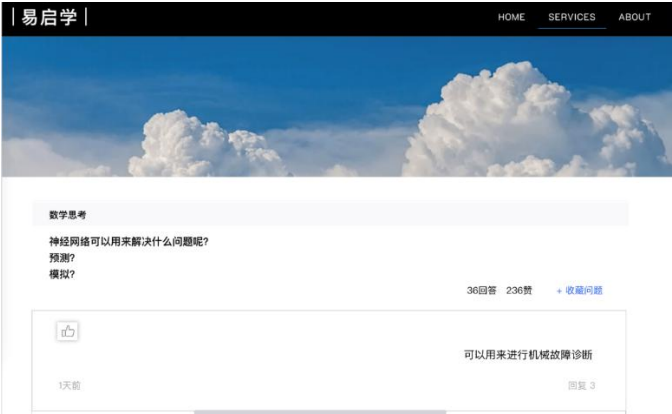 |易启学|
HOME SERVICES ABOUT
数学思考
神经网络可以用来解决什么问题呢?
预测?
模拟?
36回答 236赞 + 收藏问题
可以用来进行机械故障诊断
1天前 回复 3